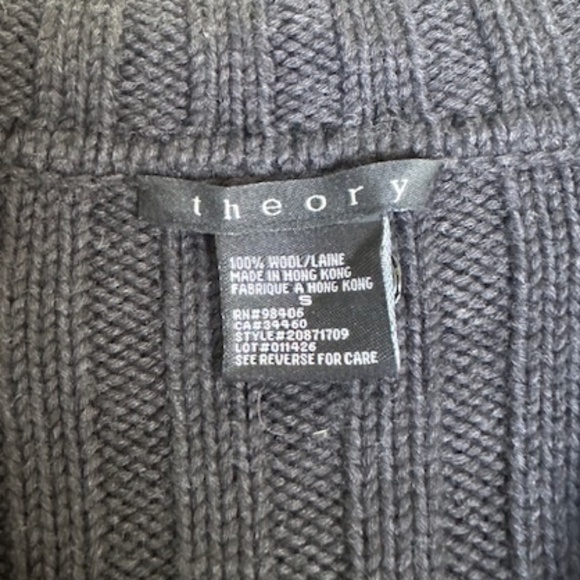 theory
100% WOOL/LAINE
MADE IN HONG KONG
FABRIQUE A HONG KONG
S
RN#98406
CA#34460
STYLE#20871709
LOT#011426
SEE REVERSE FOR CARE